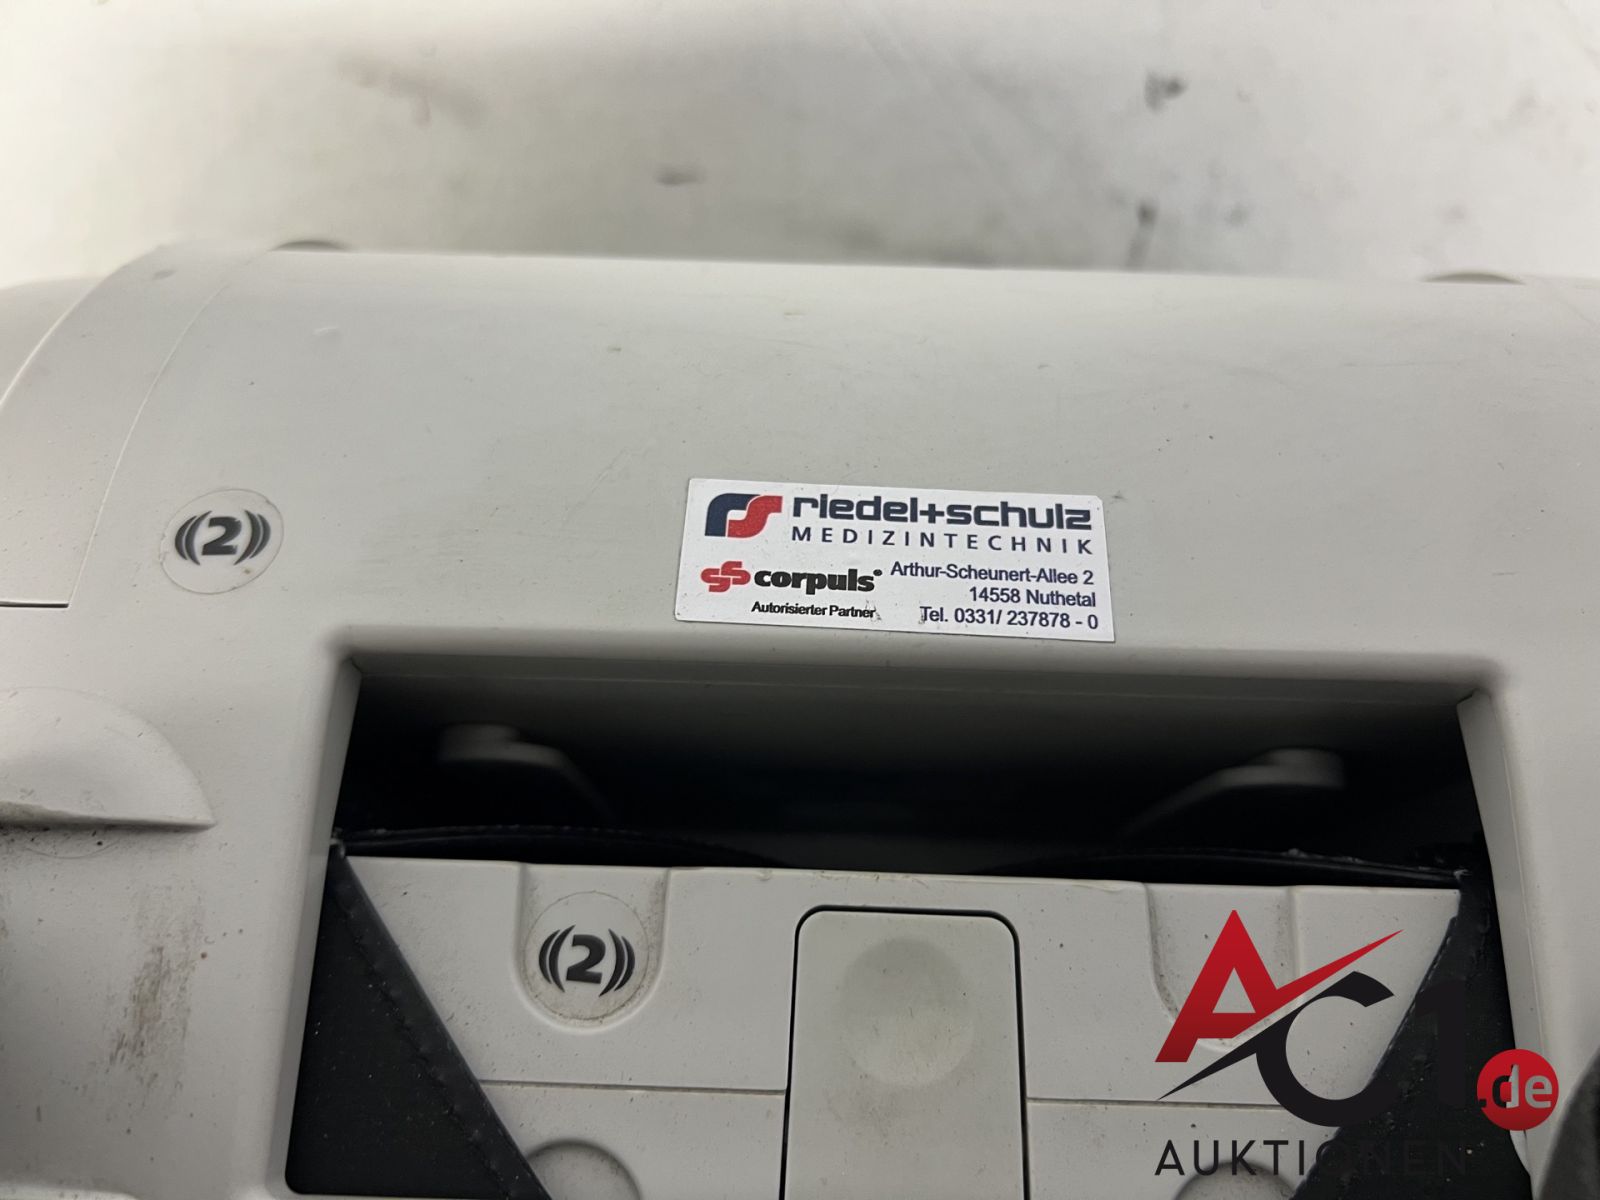 riedel+schulz
MEDIZINTECHNIK
corpuls®
Autorisierter Partner
Arthur-Scheunert-Allee 2
14558 Nuthetal
Tel. 0331/ 237878 - 0
((2))
((2))
AC1.de
AUKTIONEN